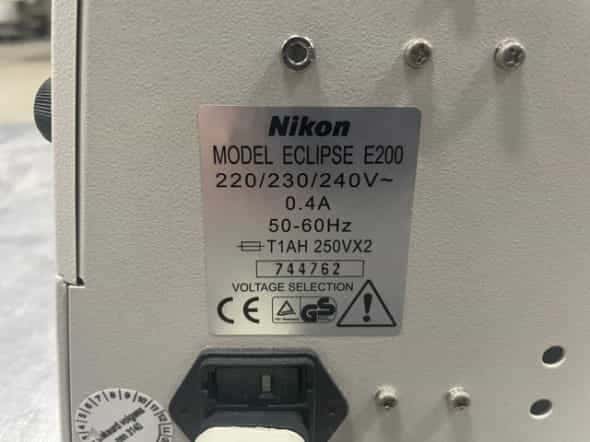 Nikon
MODEL ECLIPSE E200
220/230/240V~
0.4A
50-60Hz
T1AH 250VX2
744762
VOLTAGE SELECTION
CE GS